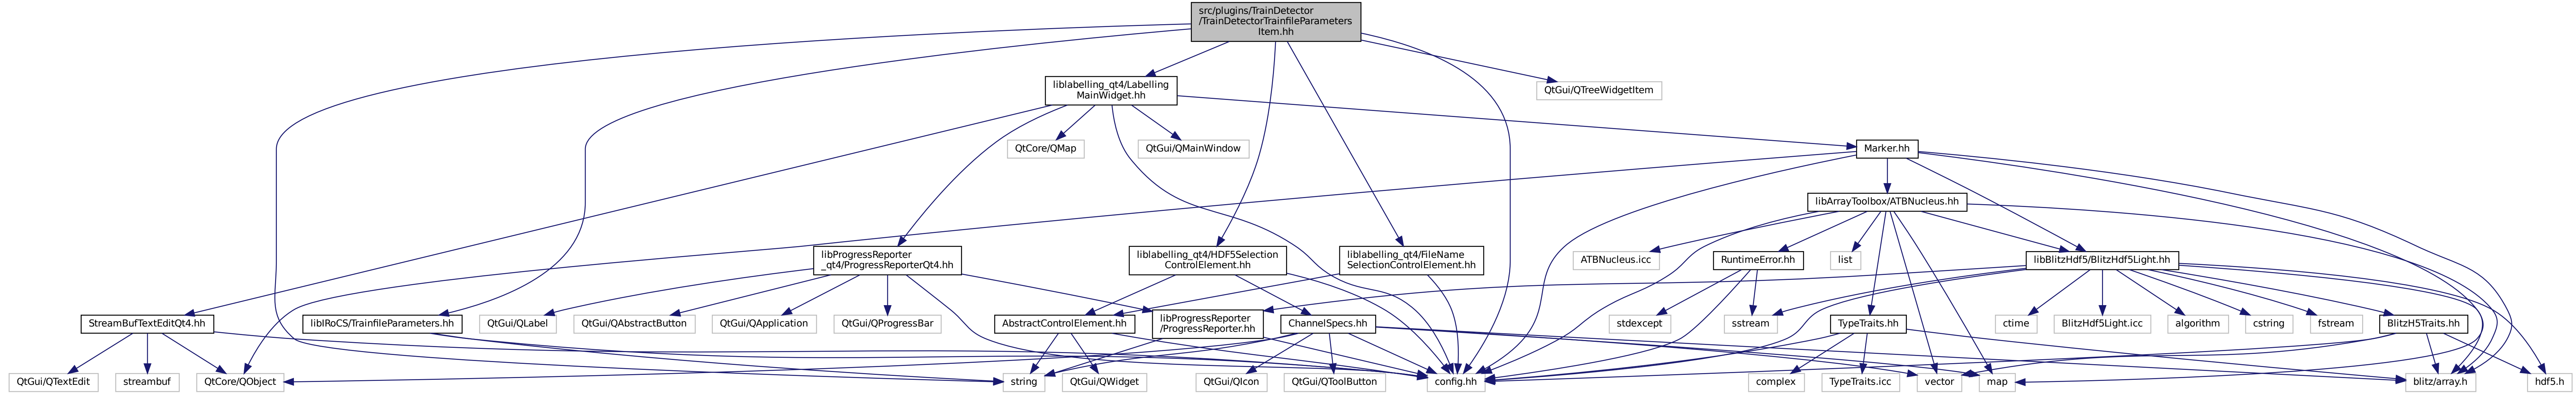 src/plugins/TrainDetector
/TrainDetectorTrainfileParameters
Item.hh
liblabelling_qt4/Labelling
MainWidget.hh
QtGui/QTreeWidgetItem
QtCore/QMap
QtGui/QMainWindow
Marker.hh
libArrayToolbox/ATBNucleus.hh
libProgressReporter
_qt4/ProgressReporterQt4.hh
liblabelling_qt4/HDF5Selection
ControlElement.hh
liblabelling_qt4/FileName
SelectionControlElement.hh
ATBNucleus.icc
RuntimeError.hh
list
libBlitzHdf5/BlitzHdf5Light.hh
StreamBufTextEditQt4.hh
libIRoCS/TrainfileParameters.hh
QtGui/QLabel
QtGui/QAbstractButton
QtGui/QApplication
QtGui/QProgressBar
AbstractControlElement.hh
libProgressReporter
/ProgressReporter.hh
ChannelSpecs.hh
stdexcept
sstream
TypeTraits.hh
ctime
BlitzHdf5Light.icc
algorithm
cstring
fstream
BlitzH5Traits.hh
QtGui/QTextEdit
streambuf
QtCore/QObject
string
QtGui/QWidget
QtGui/QIcon
QtGui/QToolButton
config.hh
complex
TypeTraits.icc
vector
map
blitz/array.h
hdf5.h